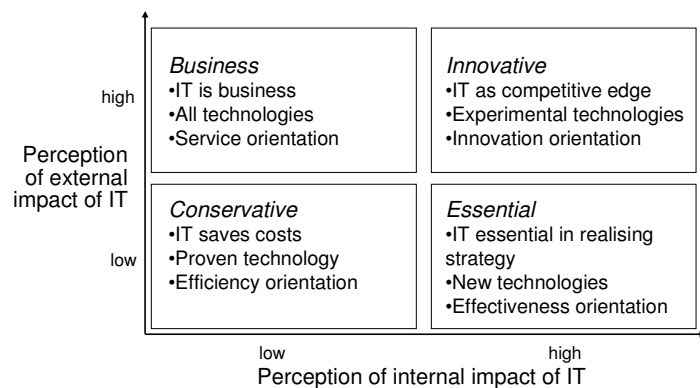 Business
•IT is business
•All technologies
•Service orientation
Innovative
•IT as competitive edge
•Experimental technologies
•Innovation orientation
high
Perception
of external
impact of IT
Conservative
•IT saves costs
•Proven technology
•Efficiency orientation
Essential
•IT essential in realising
strategy
•New technologies
•Effectiveness orientation
low
low
high
Perception of internal impact of IT